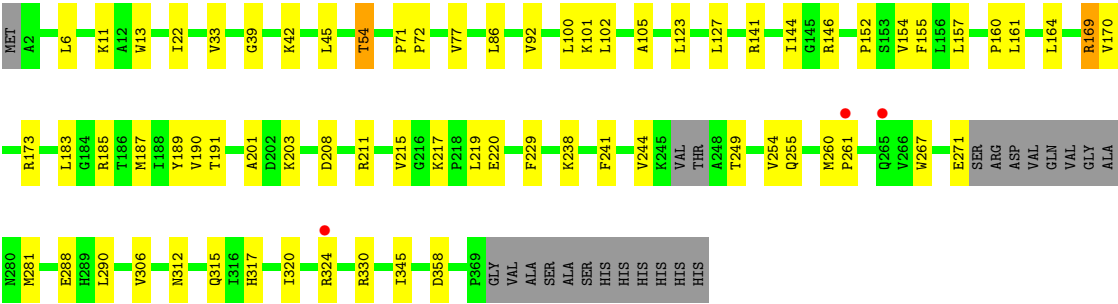 MET A2 L6 K11 A12 W13 I22 V33 G39 K42 L45 T54 P71 P72 V77 L86 V92 L100 K101 L102 A105 L123 L127 R141 I144 G145 R146 P152 S153 V154 F155 L156 L157 P160 L161 L164 R169 V170
R173 L183 G184 R185 T186 M187 I188 Y189 V190 T191 A201 D202 K203 D208 R211 V215 G216 K217 P218 L219 E220 F229 K238 F241 V244 K245 VAL THR A248 T249 V254 Q255 M260 P261 Q265 V266 W267 E271 SER ARG ASP VAL GLN VAL GLY ALA
N280 M281 E288 H289 L290 V306 N312 Q315 I316 H317 I320 R324 R330 I345 D358 P369 GLY VAL ALA SER ALA SER HIS HIS HIS HIS HIS HIS